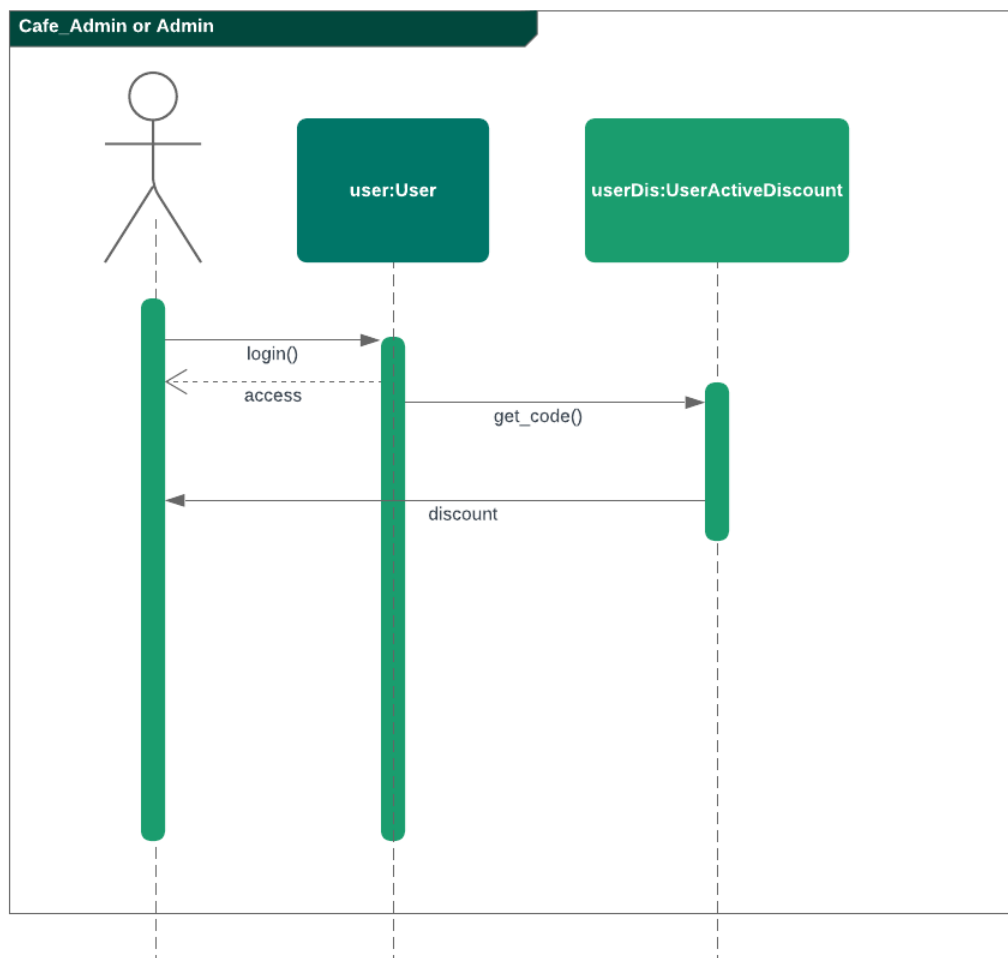 Cafe_Admin or Admin
user:User
userDis:UserActiveDiscount
login()
access
get_code()
discount